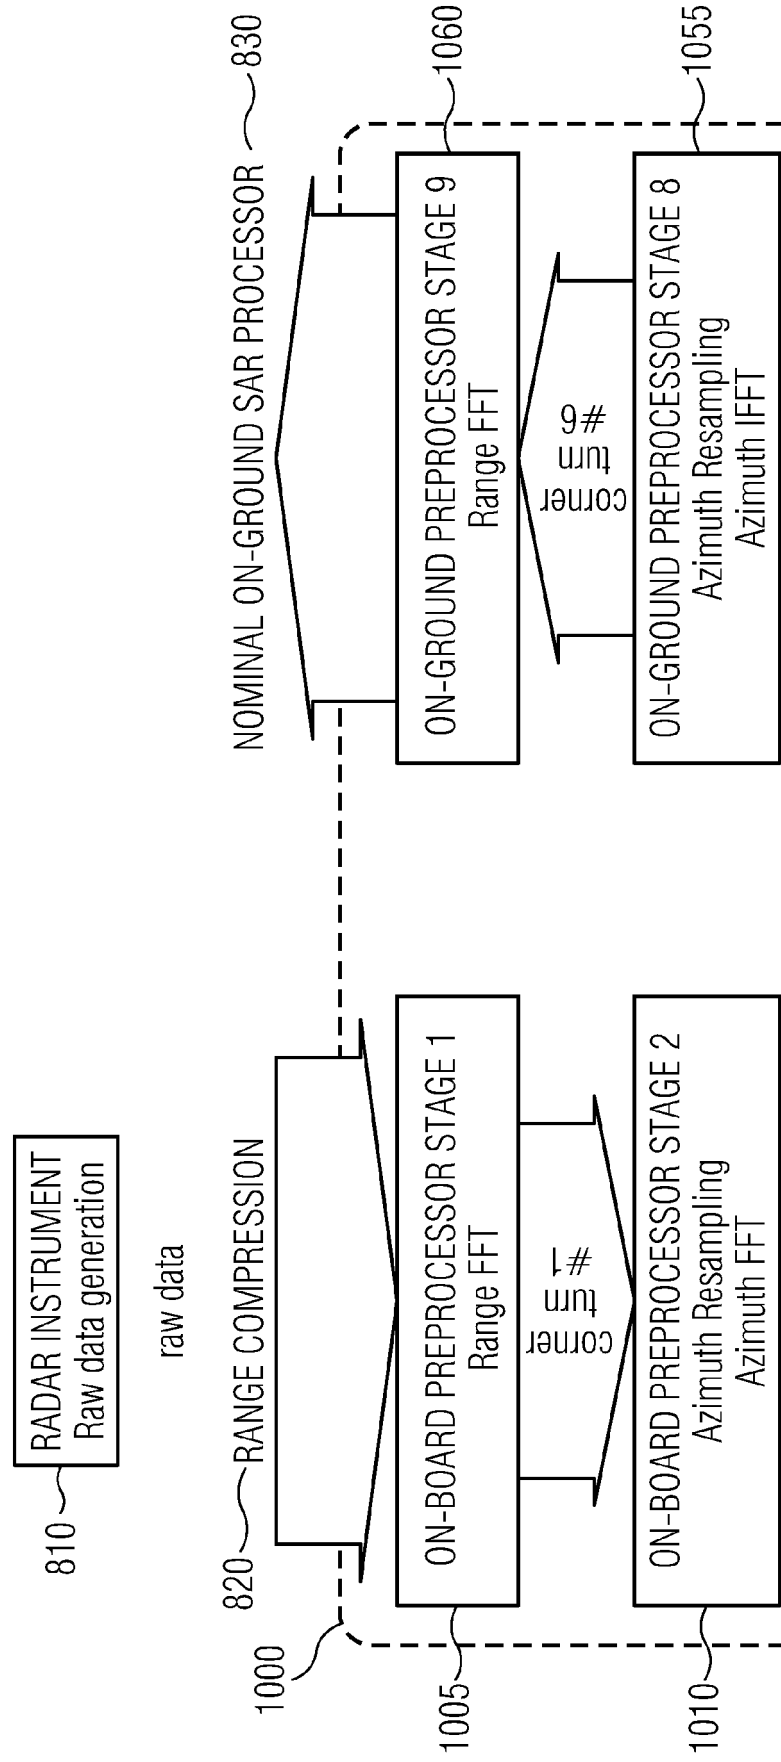 810
RADAR INSTRUMENT
Raw data generation
raw data
820
RANGE COMPRESSION
NOMINAL ON-GROUND SAR PROCESSOR
830
1000
1005
ON-BOARD PREPROCESSOR STAGE 1
Range FFT
ON-GROUND PREPROCESSOR STAGE 9
Range FFT
1060
corner
turn
#1
corner
turn
#6
1010
ON-BOARD PREPROCESSOR STAGE 2
Azimuth Resampling
Azimuth FFT
ON-GROUND PREPROCESSOR STAGE 8
Azimuth Resampling
Azimuth IFFT
1055